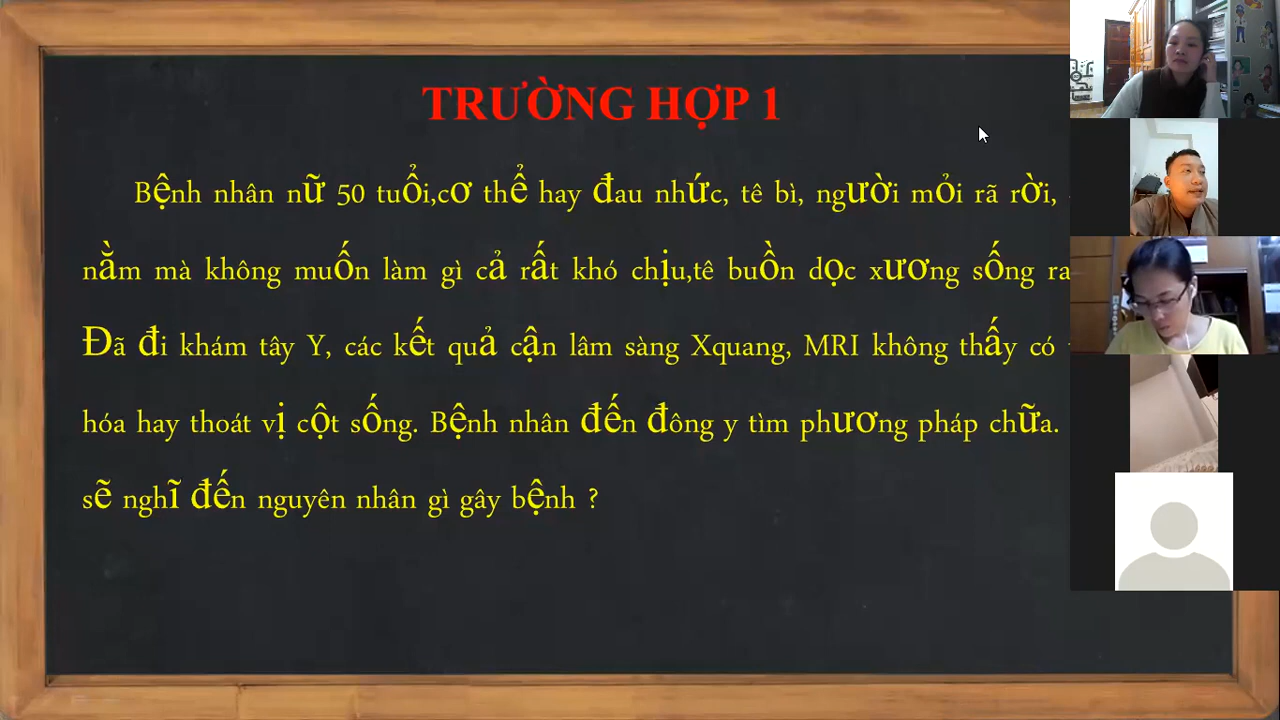 TRƯỜNG HỢP 1
Bệnh nhân nữ 50 tuổi,cơ thể hay đau nhức, tê bì, người mỏi rã rời,
nằm mà không muốn làm gì cả rất khó chịu,tê buồn dọc xương sống ra
Đã đi khám tây Y, các kết quả cận lâm sàng Xquang, MRI không thấy có
hóa hay thoát vị cột sống. Bệnh nhân đến đông y tìm phương pháp chữa.
sẽ nghĩ đến nguyên nhân gì gây bệnh ?